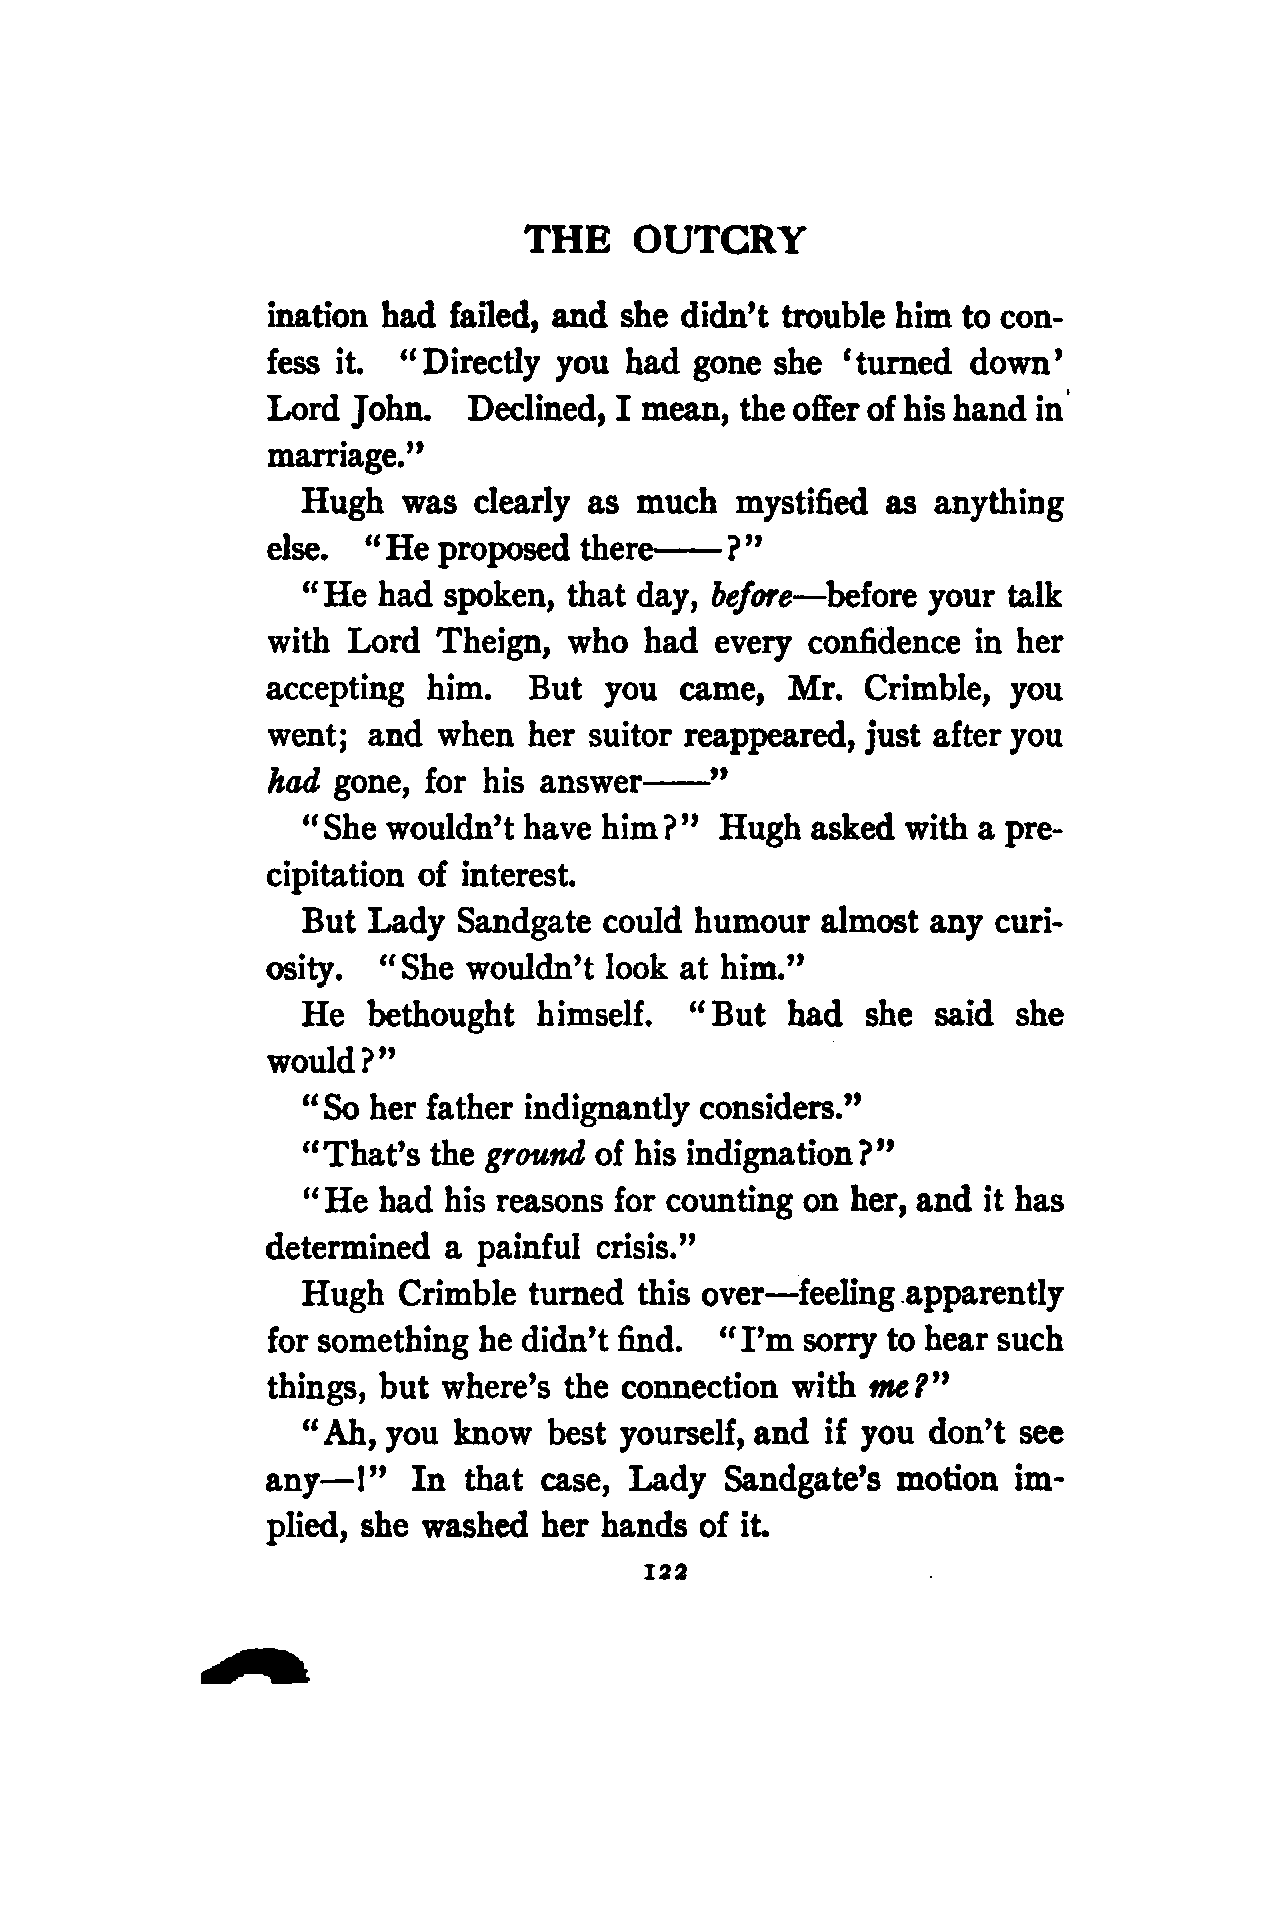 THE OUTCRY
ination had failed, and she didn't trouble him to con-
fess it. "Directly you had gone she 'turned down'
Lord John. Declined, I mean, the offer of his hand in
marriage."
Hugh was clearly as much mystified as anything
else. "He proposed there——?"
"He had spoken, that day, before—before your talk
with Lord Theign, who had every confidence in her
accepting him. But you came, Mr. Crimble, you
went; and when her suitor reappeared, just after you
had gone, for his answer——"
"She wouldn't have him?" Hugh asked with a pre-
cipitation of interest.
But Lady Sandgate could humour almost any curi-
osity. "She wouldn't look at him."
He bethought himself. "But had she said she
would?"
"So her father indignantly considers."
"That's the ground of his indignation?"
"He had his reasons for counting on her, and it has
determined a painful crisis."
Hugh Crimble turned this over—feeling apparently
for something he didn't find. "I'm sorry to hear such
things, but where's the connection with me?"
"Ah, you know best yourself, and if you don't see
any—!" In that case, Lady Sandgate's motion im-
plied, she washed her hands of it.
122